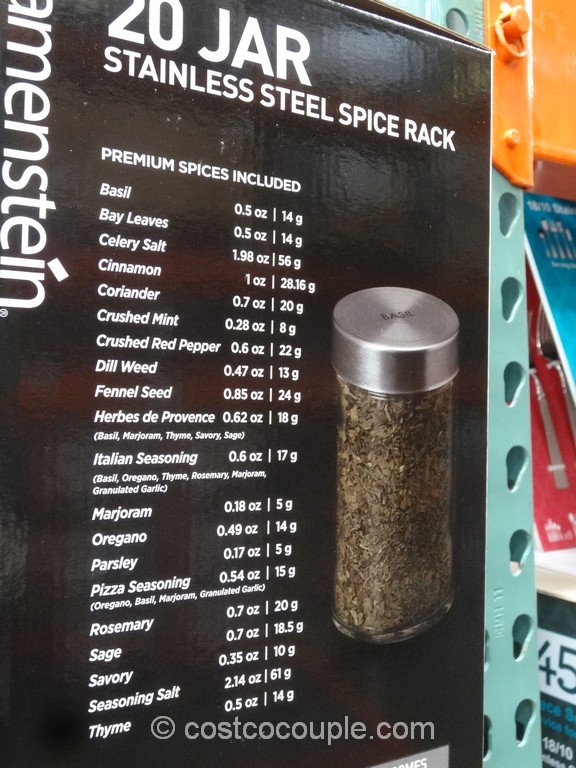 amenstein®
20 JAR
STAINLESS STEEL SPICE RACK
PREMIUM SPICES INCLUDED
Basil 0.5 oz | 14 g
Bay Leaves 0.5 oz | 14 g
Celery Salt 1.98 oz | 56 g
Cinnamon 1 oz | 28.16 g
Coriander 0.7 oz | 20 g
Crushed Mint 0.28 oz | 8 g
Crushed Red Pepper 0.6 oz | 22 g
Dill Weed 0.47 oz | 13 g
Fennel Seed 0.85 oz | 24 g
Herbes de Provence 0.62 oz | 18 g
(Basil, Marjoram, Thyme, Savory, Sage)
Italian Seasoning 0.6 oz | 17 g
(Basil, Oregano, Thyme, Rosemary, Marjoram,
Granulated Garlic)
Marjoram 0.18 oz | 5 g
Oregano 0.49 oz | 14 g
Parsley 0.17 oz | 5 g
Pizza Seasoning 0.54 oz | 15 g
(Oregano, Basil, Marjoram, Granulated Garlic)
Rosemary 0.7 oz | 20 g
Sage 0.7 oz | 18.5 g
Savory 0.35 oz | 10 g
Seasoning Salt 2.14 oz | 61 g
Thyme 0.5 oz | 14 g
BASIL
18/10 Stain
45
18/10
© costcocouple.com